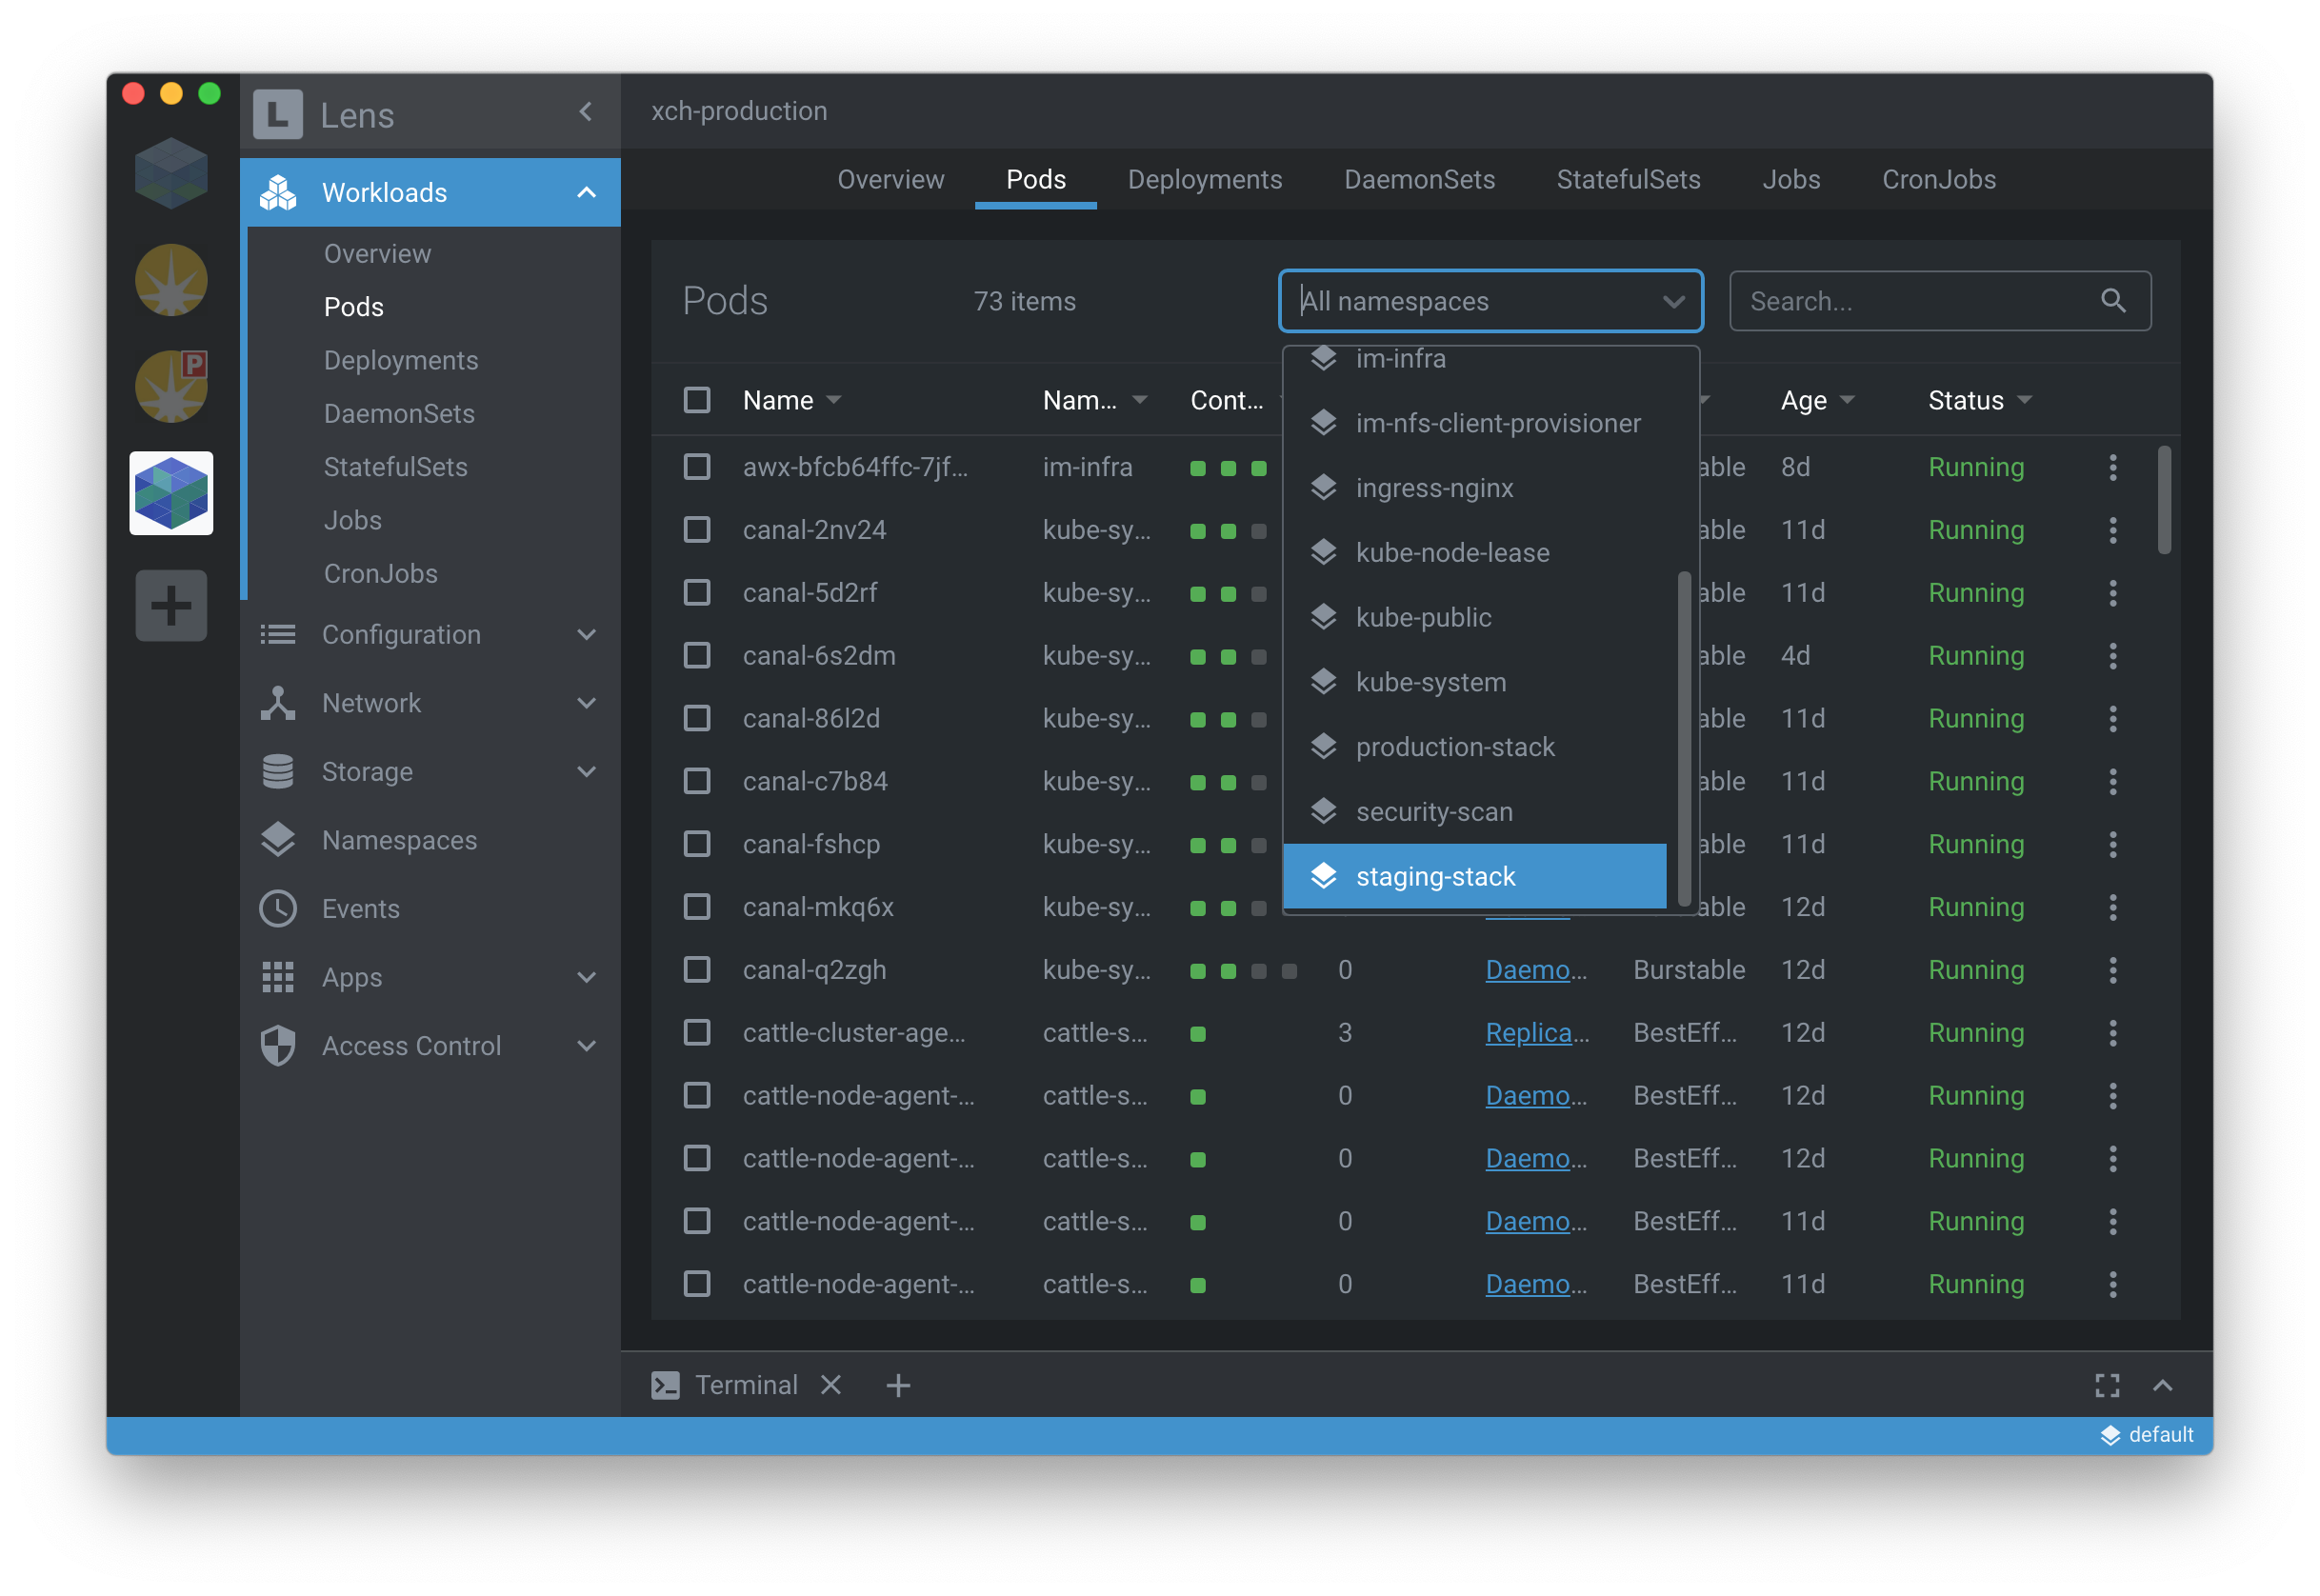 L Lens
xch-production
P
Workloads
Overview
Pods
Deployments
DaemonSets
StatefulSets
Jobs
CronJobs
Configuration
Network
Storage
Namespaces
Events
Apps
Access Control
Overview Pods Deployments DaemonSets StatefulSets Jobs CronJobs
Pods 73 items All namespaces Search...
Name Nam... Cont... Age Status
im-infra
im-nfs-client-provisioner
ingress-nginx
kube-node-lease
kube-public
kube-system
production-stack
security-scan
staging-stack
awx-bfcb64ffc-7jf... im-infra able 8d Running
canal-2nv24 kube-sy... able 11d Running
canal-5d2rf kube-sy... able 11d Running
canal-6s2dm kube-sy... able 4d Running
canal-86l2d kube-sy... able 11d Running
canal-c7b84 kube-sy... able 11d Running
canal-fshcp kube-sy... able 11d Running
canal-mkq6x kube-sy... able 12d Running
canal-q2zgh kube-sy... 0 Daemo... Burstable 12d Running
cattle-cluster-age... cattle-s... 3 Replica... BestEff... 12d Running
cattle-node-agent-... cattle-s... 0 Daemo... BestEff... 12d Running
cattle-node-agent-... cattle-s... 0 Daemo... BestEff... 12d Running
cattle-node-agent-... cattle-s... 0 Daemo... BestEff... 11d Running
cattle-node-agent-... cattle-s... 0 Daemo... BestEff... 11d Running
Terminal
default